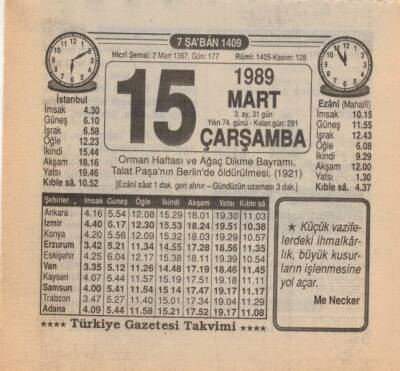 7 ŞA'BÂN 1409
Hicrî Şemsi: 2 Mart 1367, Gün: 177
Rûmî: 1405-Kasım: 128
15
1989
MART
3. ay, 31 gün
Yılın 74. günü - Kalan gün: 291
ÇARŞAMBA
Orman Haftası ve Ağaç Dikme Bayramı,
Talat Paşa'nın Berlin'de öldürülmesi. (1921)
[Ezânî sâat 1 dak. geri alınır – Gündüzün uzaması 3 dak.]
İstanbul
İmsak 4.30
Güneş 6.10
İşrak 6.58
Öğle 12.23
İkindi 15.44
Akşam 18.16
Yatsı 19.46
Kıble sâ. 10.52
Ezânî (Mahallî)
İmsak 10.15
Güneş 11.55
İşrak 12.43
Öğle 6.08
İkindi 9.29
Akşam 12.00
Yatsı 1.30
Kıble sâ. 4.37
Şehirler İmsak Güneş Öğle İkindi Akşam Yatsı Kıble sâ
Ankara 4.16 5.54 12.08 15.29 18.01 19.30 11.03
İzmir 4.40 6.17 12.30 15.53 18.24 19.51 10.38
Konya 4.20 5.56 12.09 15.32 18.03 19.29 10.57
Erzurum 3.42 5.21 11.34 14.55 17.28 18.56 11.35
Eskişehir 4.25 6.04 12.17 15.38 18.11 19.39 10.54
Van 3.35 5.12 11.26 14.48 17.19 18.46 11.45
Kayseri 4.07 5.44 11.57 15.19 17.51 19.18 11.11
Samsun 4.00 5.41 11.54 15.14 17.47 19.17 11.17
Trabzon 3.47 5.27 11.40 15.01 17.34 19.04 11.29
Adana 4.09 5.44 11.58 15.21 17.52 19.17 11.08
★ Küçük vazife-
lerdeki ihmalkâr-
lık, büyük kusur-
ların işlenmesine
yol açar.
Me Necker
★★★★ Türkiye Gazetesi Takvimi ★★★★